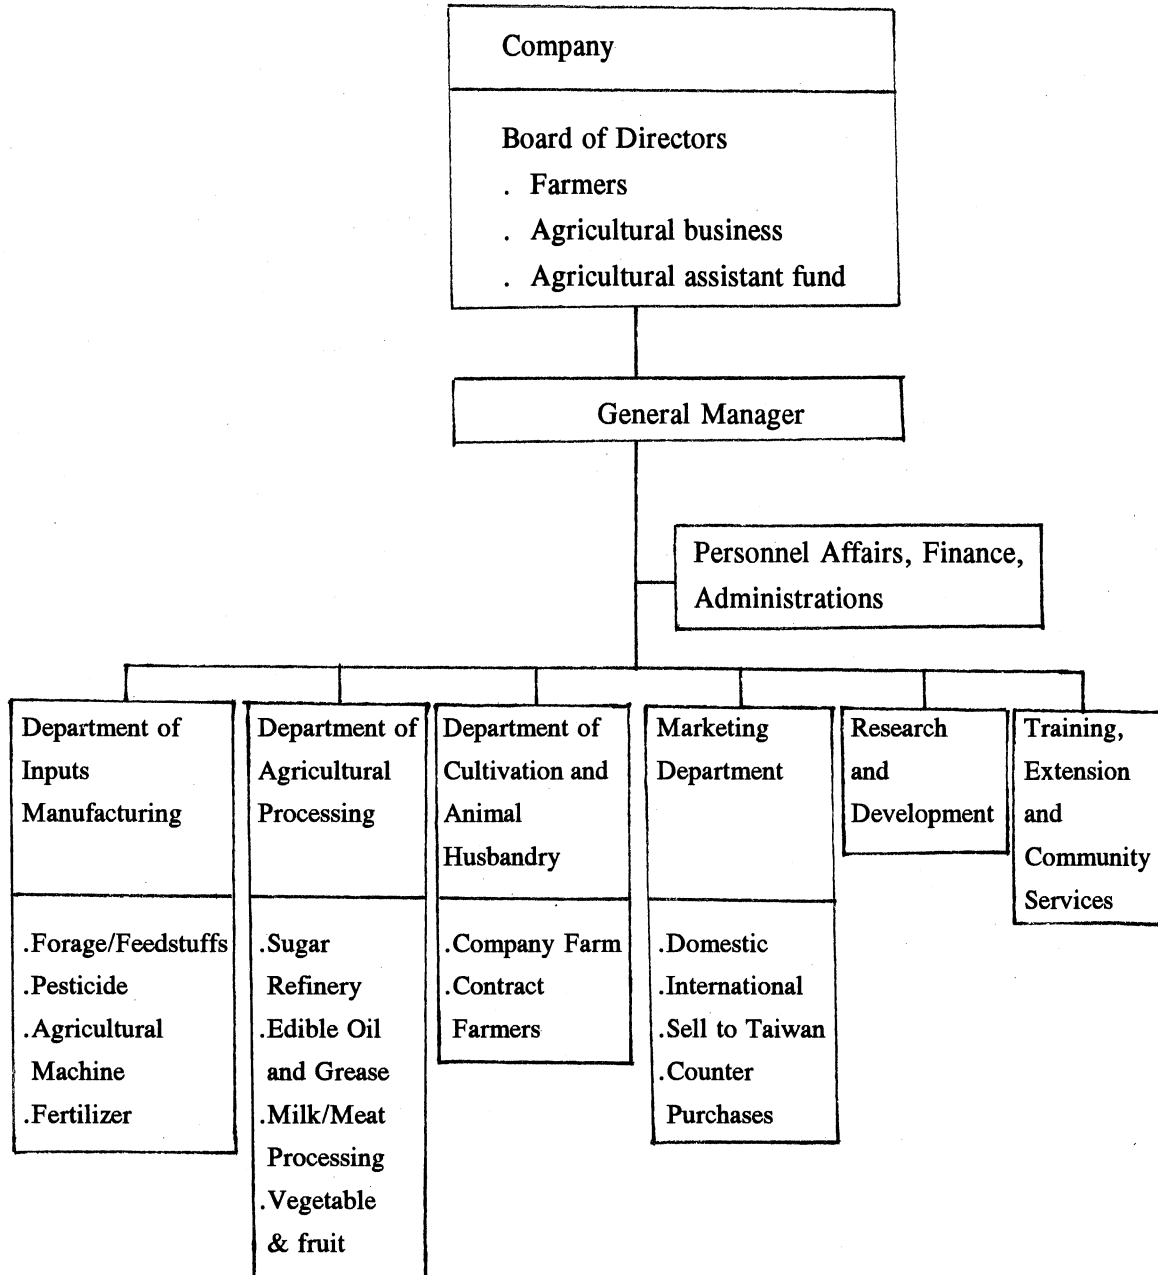 Company
Board of Directors
. Farmers
. Agricultural business
. Agricultural assistant fund
General Manager
Personnel Affairs, Finance,
Administrations
Department of
Inputs
Manufacturing
.Forage/Feedstuffs
.Pesticide
.Agricultural
Machine
.Fertilizer
Department of
Agricultural
Processing
.Sugar
Refinery
.Edible Oil
and Grease
.Milk/Meat
Processing
.Vegetable
& fruit
Department of
Cultivation and
Animal
Husbandry
.Company Farm
.Contract
Farmers
Marketing
Department
.Domestic
.International
.Sell to Taiwan
.Counter
Purchases
Research
and
Development
Training,
Extension
and
Community
Services